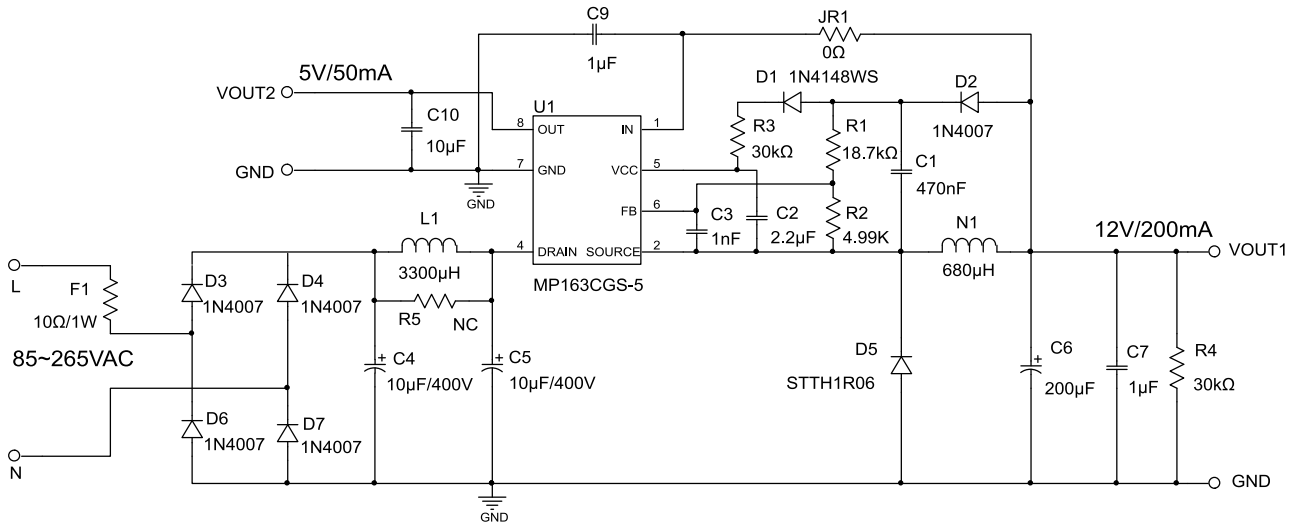 C9
1µF
JR1
0Ω
5V/50mA
VOUT2
C10
10µF
GND
GND
U1
8 OUT
IN 1
7 GND
VCC 5
FB 6
4 DRAIN
SOURCE 2
MP163CGS-5
D1 1N4148WS
D2
1N4007
R3
30kΩ
R1
18.7kΩ
C1
470nF
C3
1nF
C2
2.2µF
R2
4.99K
N1
680µH
12V/200mA
VOUT1
L1
3300µH
R5 NC
L
F1
10Ω/1W
85~265VAC
N
D3
1N4007
D4
1N4007
D6
1N4007
D7
1N4007
C4
+
10µF/400V
C5
+
10µF/400V
D5
STTH1R06
C6
+
200µF
C7
1µF
R4
30kΩ
GND
GND